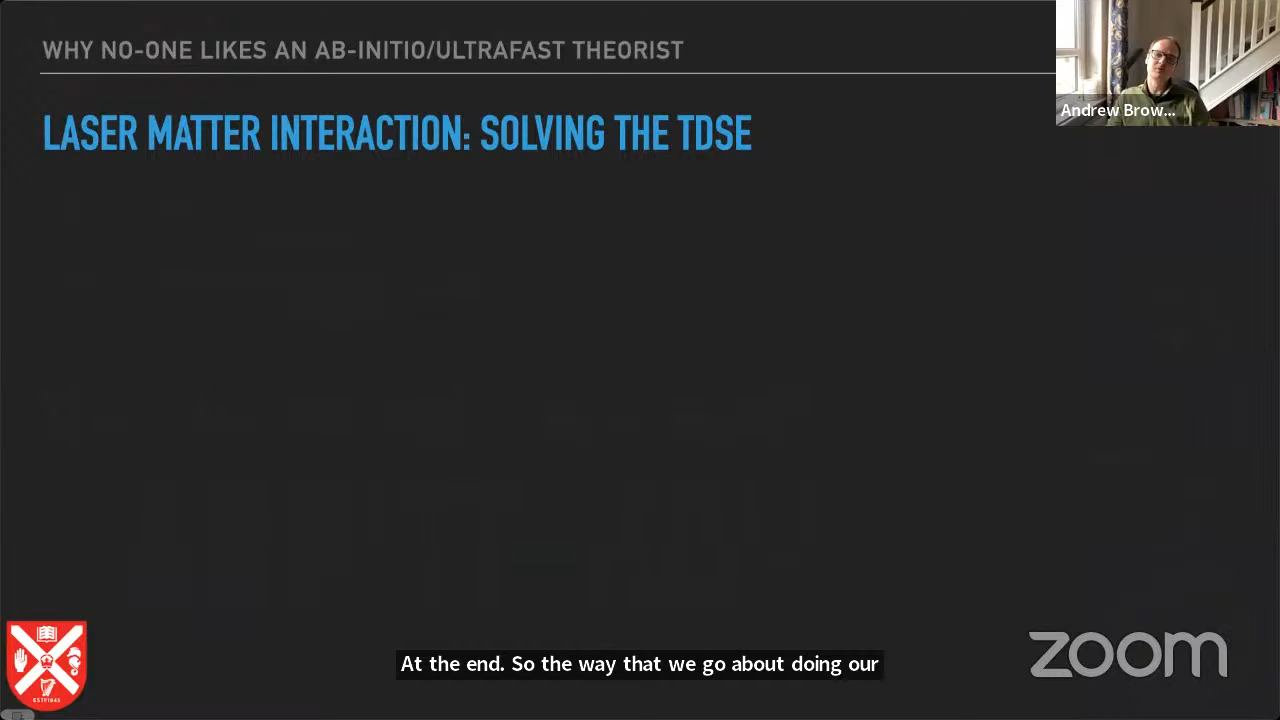 WHY NO-ONE LIKES AN AB-INITIO/ULTRAFAST THEORIST
Andrew Brow...
LASER MATTER INTERACTION: SOLVING THE TDSE
At the end. So the way that we go about doing our
zoom
ESTD1845